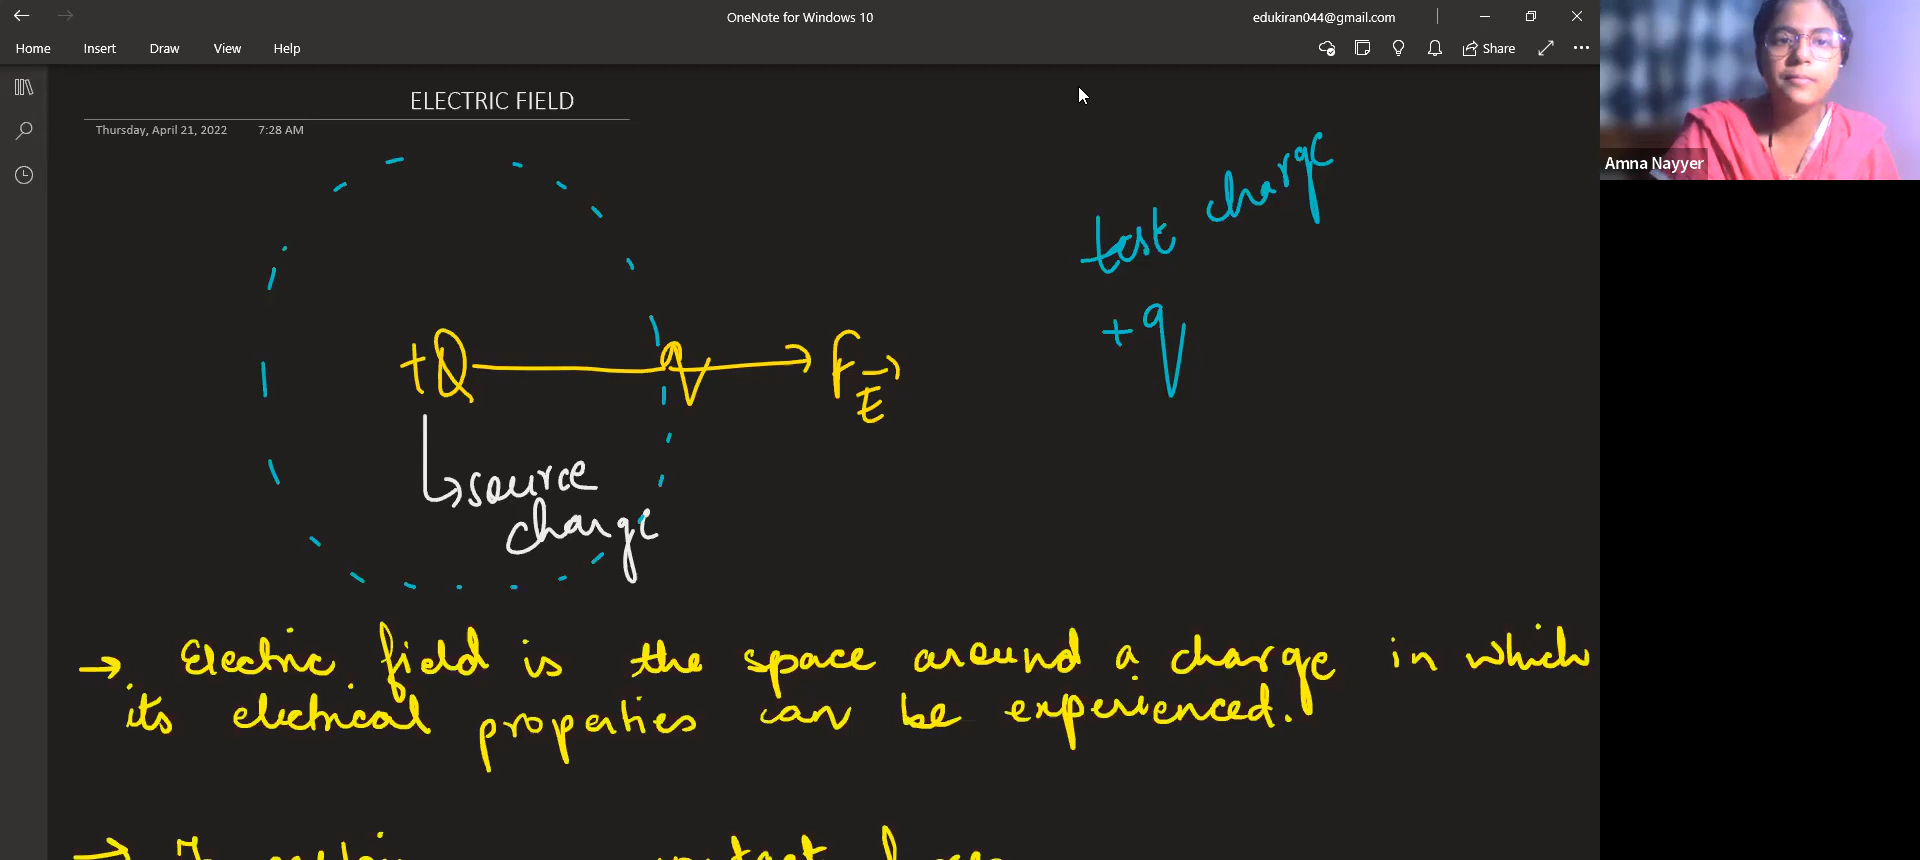 OneNote for Windows 10
edukiran044@gmail.com
Home Insert Draw View Help
Share
ELECTRIC FIELD
Thursday, April 21, 2022 7:28 AM
Amna Nayyer
test charge
+q
+Q q F
E
source
charge
→ Electric field is the space around a charge in which
its electrical properties can be experienced.